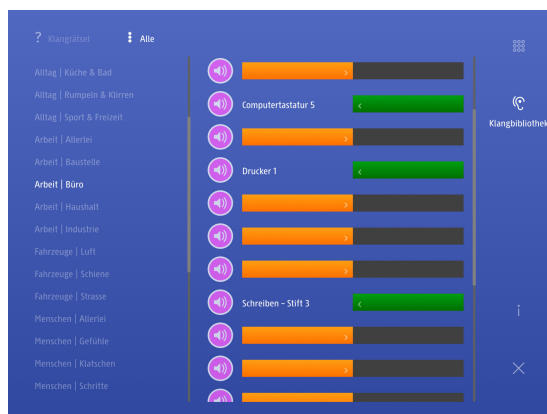 ? Klangrätsel
Alle
Alltag | Küche & Bad
Alltag | Rumpeln & Klirren
Alltag | Sport & Freizeit
Arbeit | Allerlei
Arbeit | Baustelle
Arbeit | Büro
Arbeit | Haushalt
Arbeit | Industrie
Fahrzeuge | Luft
Fahrzeuge | Schiene
Fahrzeuge | Strasse
Menschen | Allerlei
Menschen | Gefühle
Menschen | Klatschen
Menschen | Schritte
Computertastatur 5
Drucker 1
Schreiben – Stift 3
Klangbibliothek
i